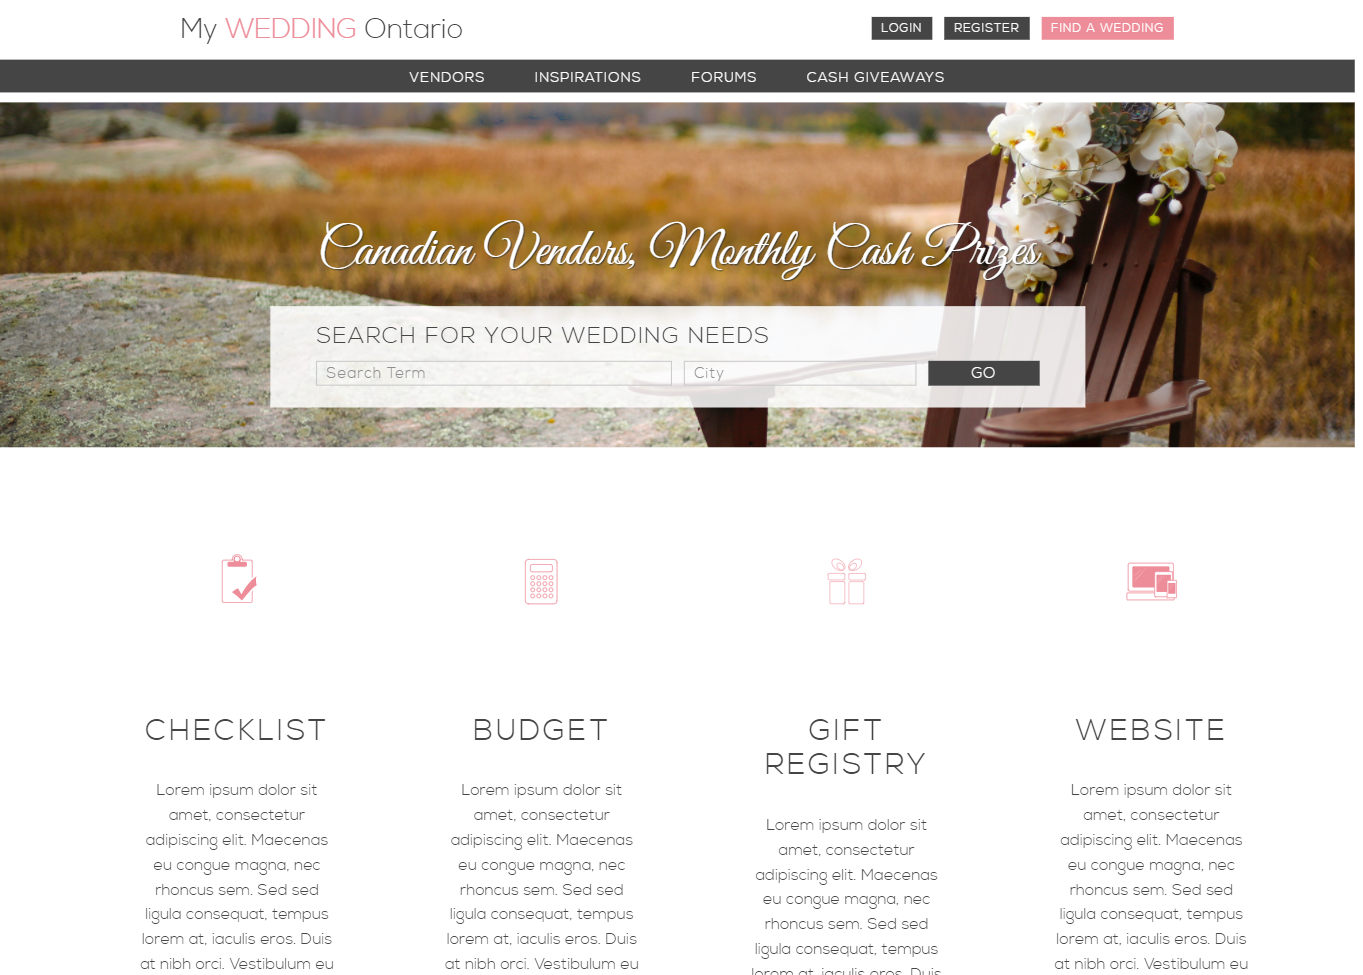 My WEDDING Ontario
LOGIN
REGISTER
FIND A WEDDING
VENDORS
INSPIRATIONS
FORUMS
CASH GIVEAWAYS
Canadian Vendors, Monthly Cash Prizes
SEARCH FOR YOUR WEDDING NEEDS
Search Term
City
GO
CHECKLIST
Lorem ipsum dolor sit
amet, consectetur
adipiscing elit. Maecenas
eu congue magna, nec
rhoncus sem. Sed sed
ligula consequat, tempus
lorem at, iaculis eros. Duis
at nibh orci. Vestibulum eu
BUDGET
Lorem ipsum dolor sit
amet, consectetur
adipiscing elit. Maecenas
eu congue magna, nec
rhoncus sem. Sed sed
ligula consequat, tempus
lorem at, iaculis eros. Duis
at nibh orci. Vestibulum eu
GIFT
REGISTRY
Lorem ipsum dolor sit
amet, consectetur
adipiscing elit. Maecenas
eu congue magna, nec
rhoncus sem. Sed sed
ligula consequat, tempus
lorem at, iaculis eros. Duis
WEBSITE
Lorem ipsum dolor sit
amet, consectetur
adipiscing elit. Maecenas
eu congue magna, nec
rhoncus sem. Sed sed
ligula consequat, tempus
lorem at, iaculis eros. Duis
at nibh orci. Vestibulum eu